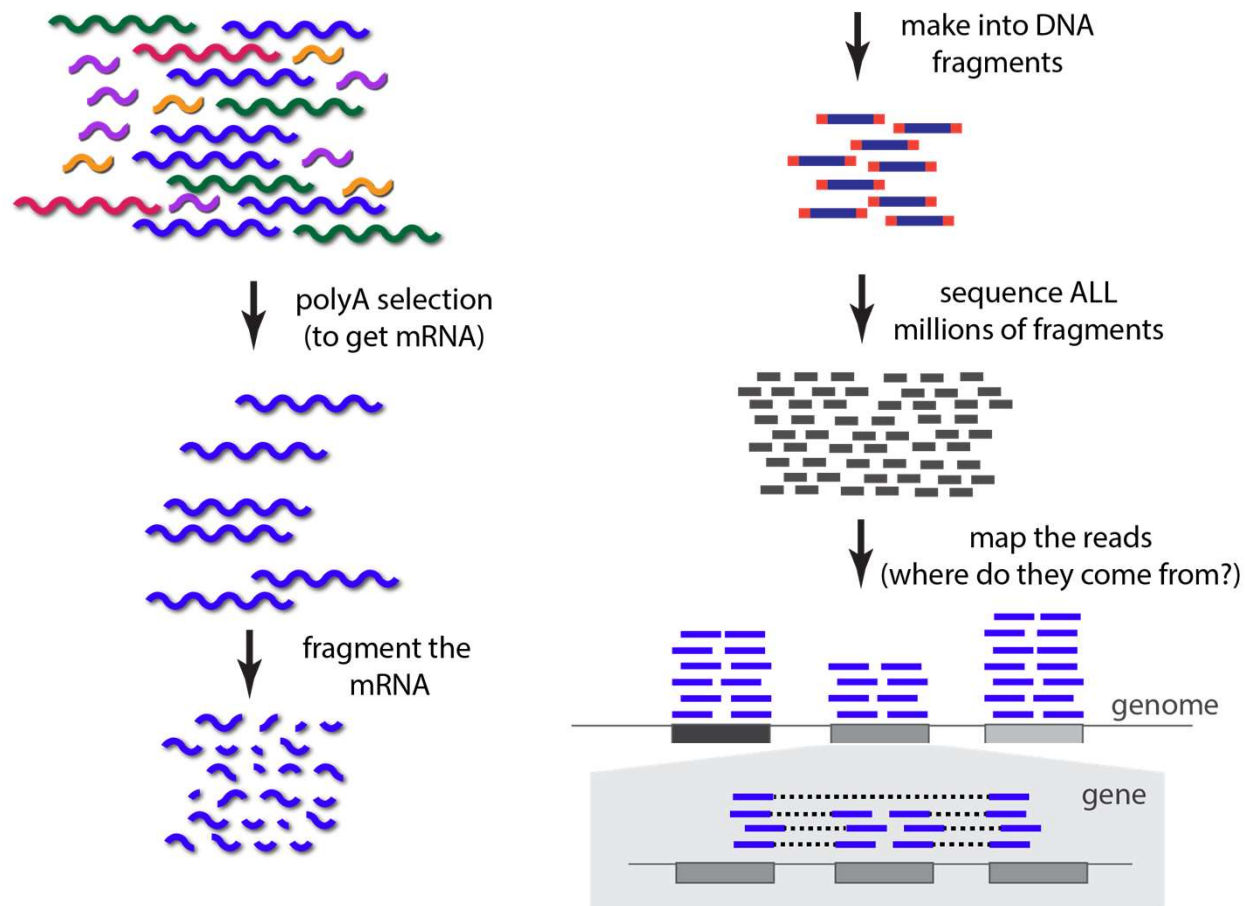 polyA selection
(to get mRNA)
fragment the
mRNA
make into DNA
fragments
sequence ALL
millions of fragments
map the reads
(where do they come from?)
genome
gene